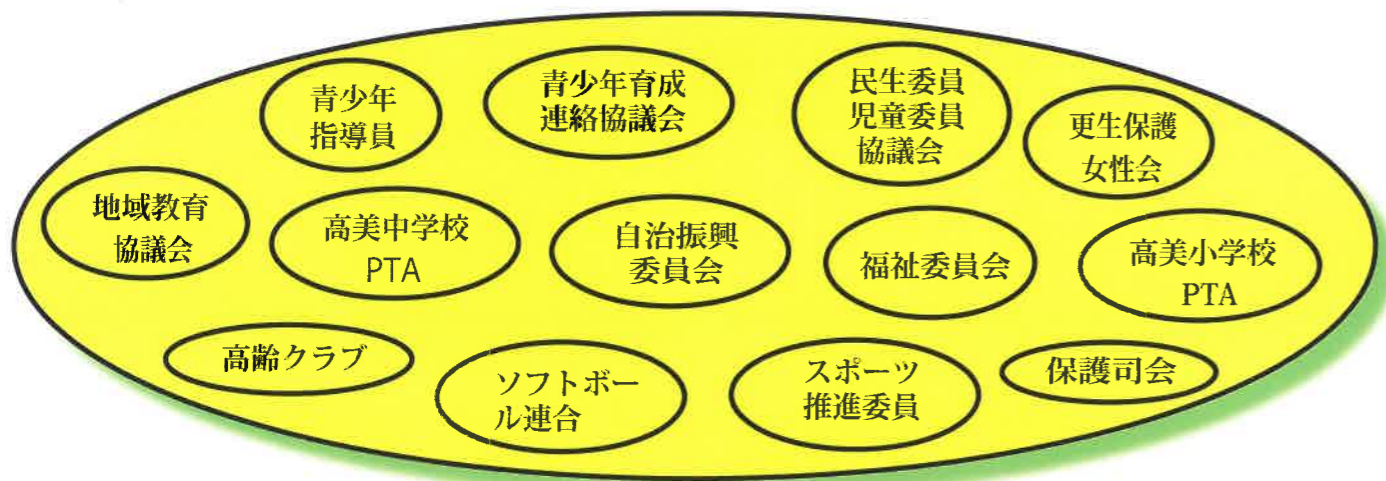 青少年
指導員
青少年育成
連絡協議会
民生委員
児童委員
協議会
更生保護
女性会
地域教育
協議会
高美中学校
PTA
自治振興
委員会
福祉委員会
高美小学校
PTA
高齢クラブ
ソフトボー
ル連合
スポーツ
推進委員
保護司会